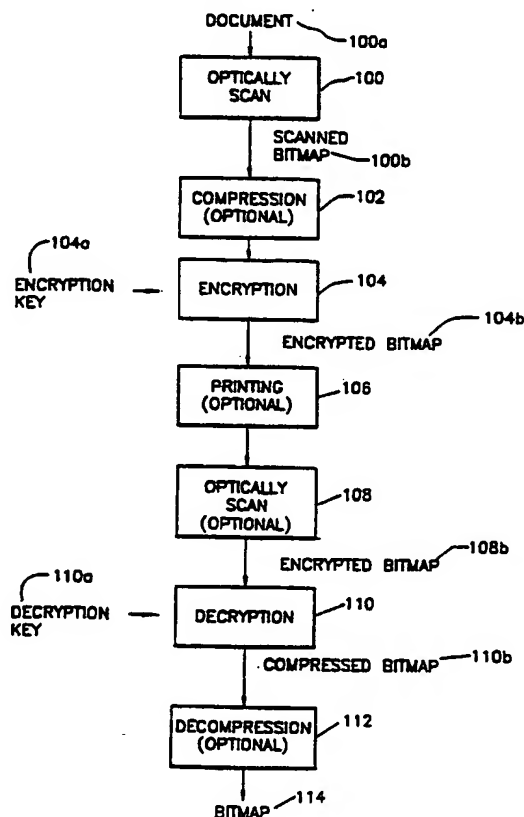 DOCUMENT
100a
OPTICALLY
SCAN
100
SCANNED
BITMAP
100b
COMPRESSION
(OPTIONAL)
102
104a
ENCRYPTION
KEY
ENCRYPTION
104
104b
ENCRYPTED BITMAP
PRINTING
(OPTIONAL)
106
OPTICALLY
SCAN
(OPTIONAL)
108
ENCRYPTED BITMAP
108b
110a
DECRYPTION
KEY
DECRYPTION
110
COMPRESSED BITMAP
110b
DECOMPRESSION
(OPTIONAL)
112
BITMAP
114